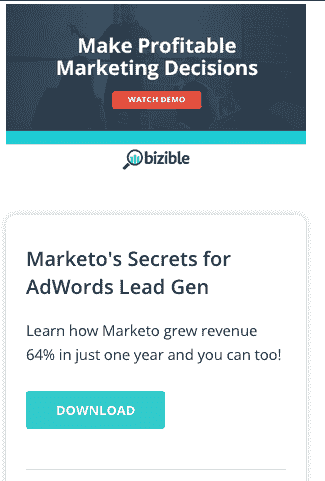 Make Profitable
Marketing Decisions
WATCH DEMO
bizible
Marketo's Secrets for
AdWords Lead Gen
Learn how Marketo grew revenue
64% in just one year and you can too!
DOWNLOAD